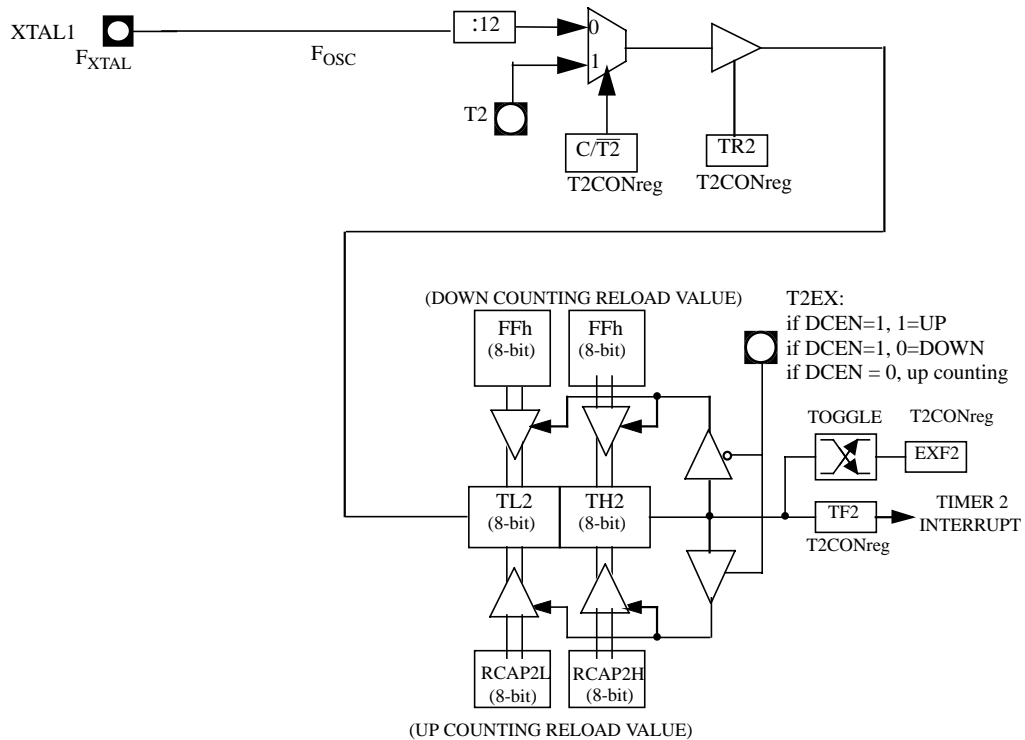 XTAL1
FXTAL
FOSC
:12
0
1
T2
C/T2
T2CONreg
TR2
T2CONreg
(DOWN COUNTING RELOAD VALUE)
FFh
(8-bit)
FFh
(8-bit)
T2EX:
if DCEN=1, 1=UP
if DCEN=1, 0=DOWN
if DCEN = 0, up counting
TOGGLE
T2CONreg
EXF2
TL2
(8-bit)
TH2
(8-bit)
TF2
T2CONreg
TIMER 2
INTERRUPT
RCAP2L
(8-bit)
RCAP2H
(8-bit)
(UP COUNTING RELOAD VALUE)